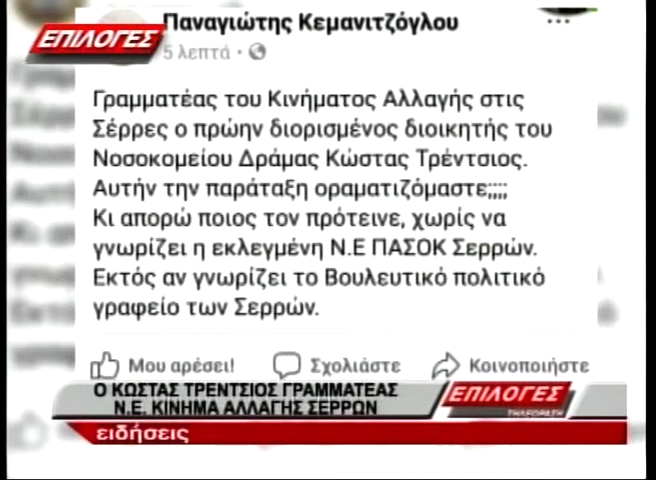 ΕΠΙΛΟΓΕΣ
Παναγιώτης Κεμανιτζόγλου
5 λεπτά ·
Γραμματέας του Κινήματος Αλλαγής στις
Σέρρες ο πρώην διορισμένος διοικητής του
Νοσοκομείου Δράμας Κώστας Τρέντσιος.
Αυτήν την παράταξη οραματιζόμαστε;;;;
Κι απορώ ποιος τον πρότεινε, χωρίς να
γνωρίζει η εκλεγμένη Ν.Ε ΠΑΣΟΚ Σερρών.
Εκτός αν γνωρίζει το Βουλευτικό πολιτικό
γραφείο των Σερρών.
Μου αρέσει! Σχολιάστε Κοινοποιήστε
Ο ΚΩΣΤΑΣ ΤΡΕΝΤΣΙΟΣ ΓΡΑΜΜΑΤΕΑΣ
Ν.Ε. ΚΙΝΗΜΑ ΑΛΛΑΓΗΣ ΣΕΡΡΩΝ
ΕΠΙΛΟΓΕΣ
ΤΗΛΕΟΡΑΣΗ
ειδήσεις